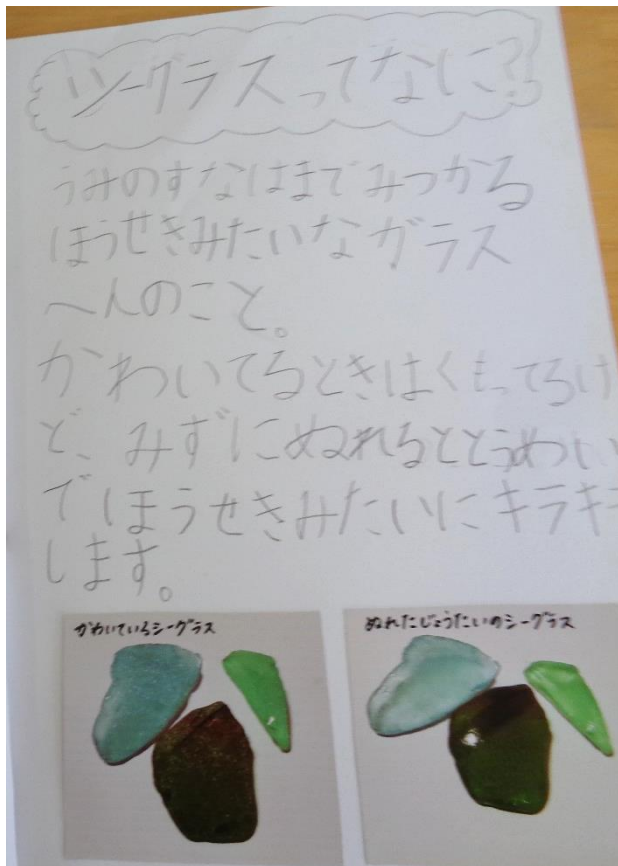 シーグラスってなに?
うみのすなはまでみつかる
ほうせきみたいなガラス
へんのこと。
かわいてるときはくもってるけ
ど、みずにぬれるととうめい
でほうせきみたいにキラキラ
します。
かわいているシーグラス
ぬれたじょうたいのシーグラス